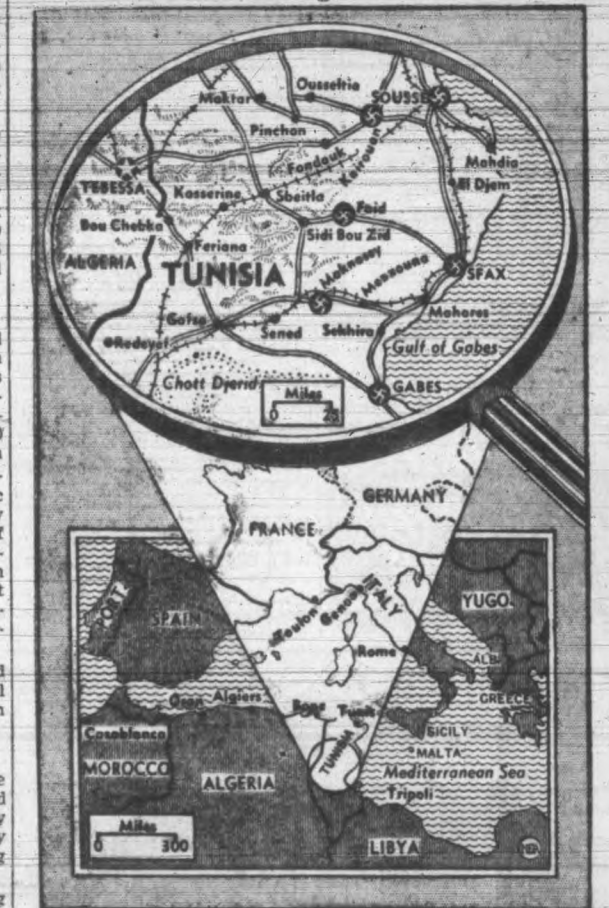 Ousseltia
Maktar
SOUSSE
Pinchon
Fondouk
Kairouan
Mahdia
TEBESSA
El Djem
Kasserine
Sbeitla
Faid
Bou Chebka
Sidi Bou Zid
Feriana
ALGERIA
TUNISIA
Maknassy
Mezzouna
SFAX
Gafsa
Sened
Mahares
Redeyef
Sekhira
Gulf of Gabes
Chott Djerid
Miles
0 25
GABES
GERMANY
FRANCE
ITALY
YUGO.
PORT.
SPAIN
Toulon
Genoa
Rome
ALB.
GREECE
Oran
Algiers
Bone
Tunis
SICILY
MALTA
Casablanca
TUNISIA
Mediterranean Sea
MOROCCO
ALGERIA
Tripoli
Miles
0 300
LIBYA